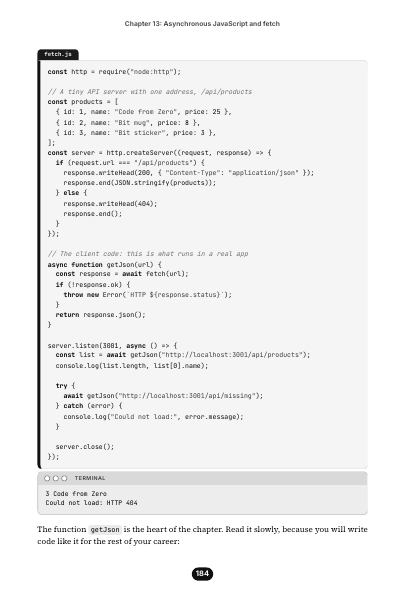 Chapter 13: Asynchronous JavaScript and fetch
fetch.js
const http = require("node:http");
// A tiny API server with one address, /api/products
const products = [
  { id: 1, name: "Code from Zero", price: 25 },
  { id: 2, name: "Bit mug", price: 8 },
  { id: 3, name: "Bit sticker", price: 3 },
];
const server = http.createServer((request, response) => {
  if (request.url === "/api/products") {
    response.writeHead(200, { "Content-Type": "application/json" });
    response.end(JSON.stringify(products));
  } else {
    response.writeHead(404);
    response.end();
  }
});
// The client code: this is what runs in a real app
async function getJson(url) {
  const response = await fetch(url);
  if (!response.ok) {
    throw new Error(`HTTP ${response.status}`);
  }
  return response.json();
}
server.listen(3001, async () => {
  const list = await getJson("http://localhost:3001/api/products");
  console.log(list.length, list[0].name);
  try {
    await getJson("http://localhost:3001/api/missing");
  } catch (error) {
    console.log("Could not load:", error.message);
  }
  server.close();
});
TERMINAL
3 Code from Zero
Could not load: HTTP 404
The function getJson is the heart of the chapter. Read it slowly, because you will write
code like it for the rest of your career:
184